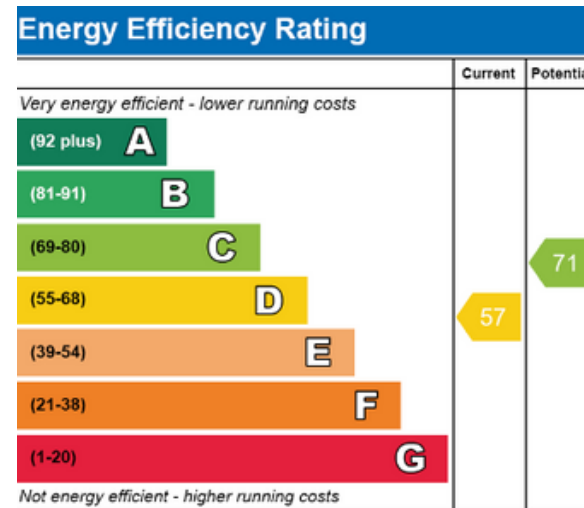 Energy Efficiency Rating
Current Potentia
Very energy efficient - lower running costs
(92 plus) A
(81-91) B
(69-80) C
71
(55-68) D
57
(39-54) E
(21-38) F
(1-20) G
Not energy efficient - higher running costs